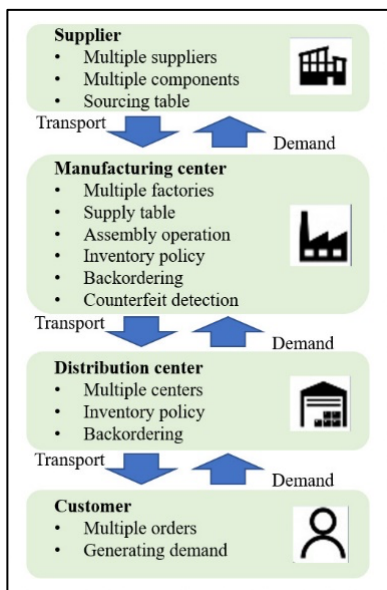 Supplier
• Multiple suppliers
• Multiple components
• Sourcing table
Transport
Demand
Manufacturing center
• Multiple factories
• Supply table
• Assembly operation
• Inventory policy
• Backordering
• Counterfeit detection
Transport
Demand
Distribution center
• Multiple centers
• Inventory policy
• Backordering
Transport
Demand
Customer
• Multiple orders
• Generating demand